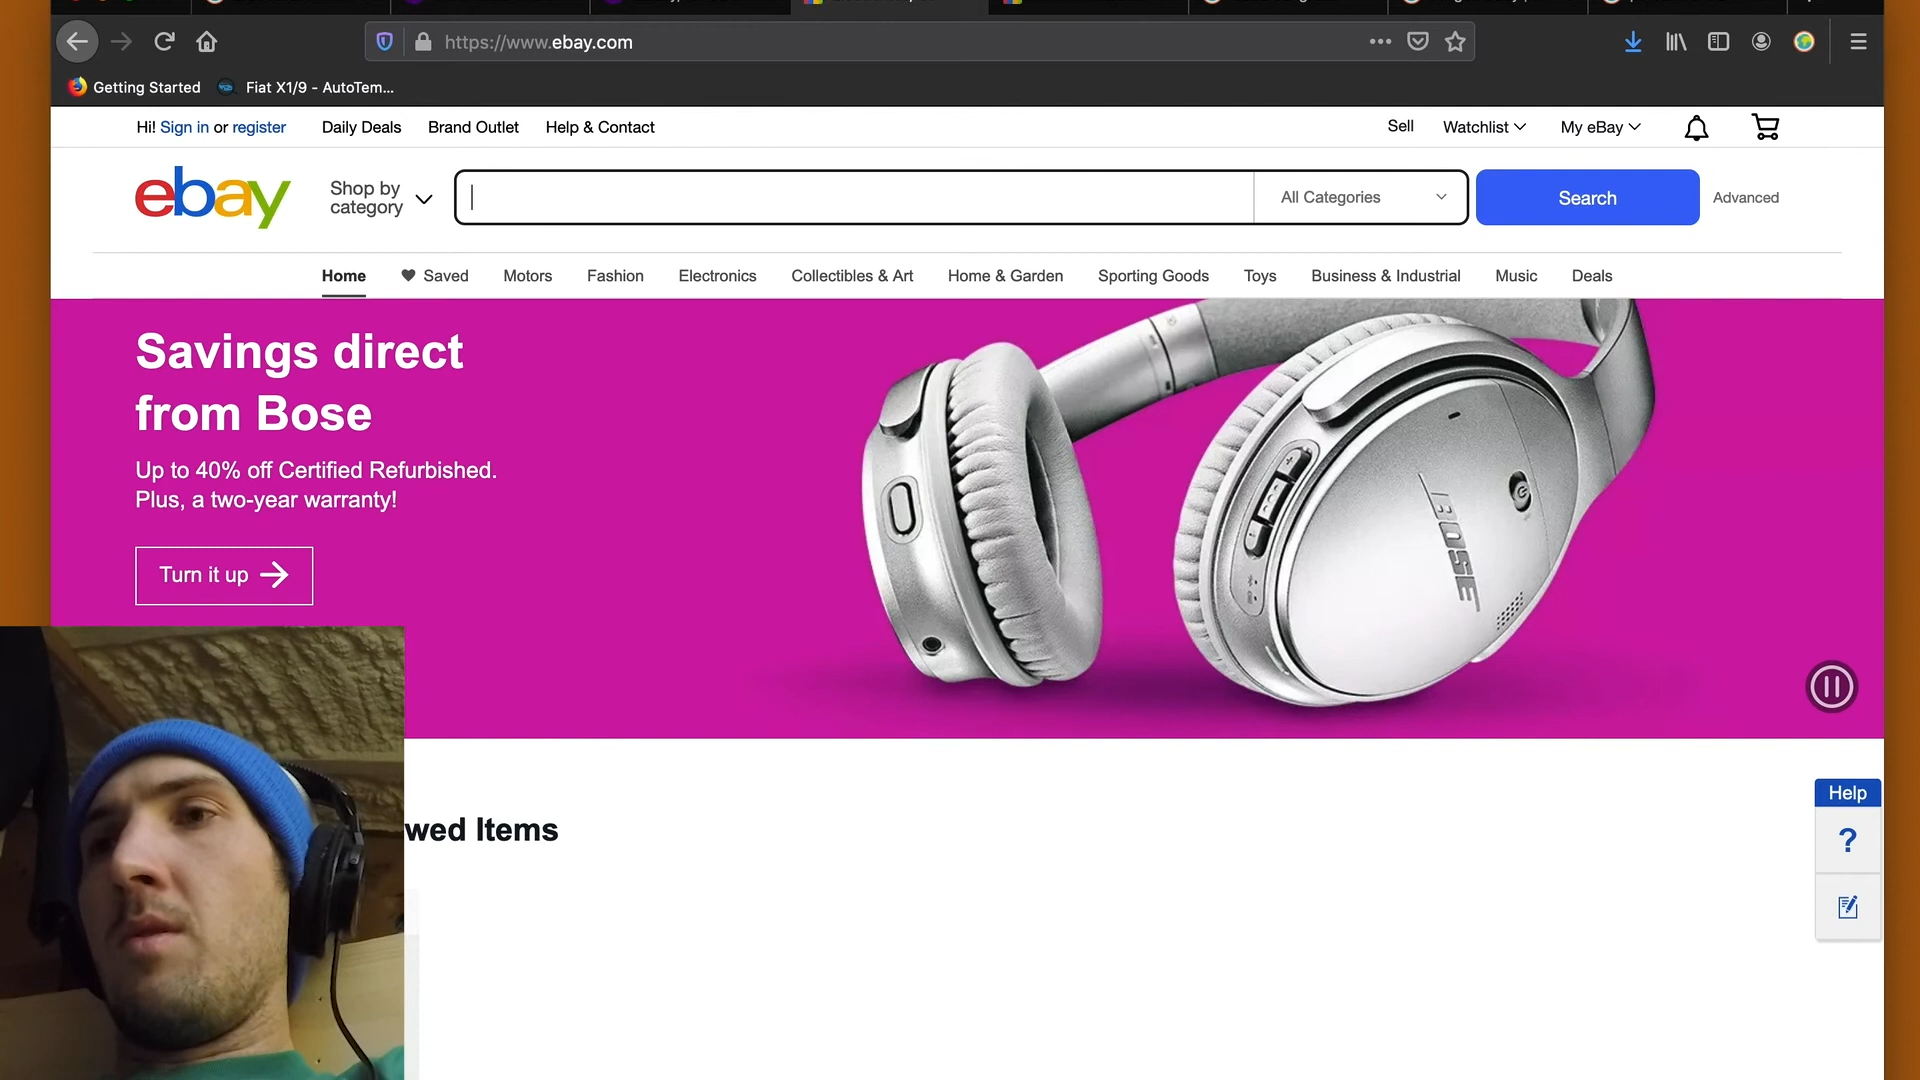 https://www.ebay.com
Getting Started
Fiat X1/9 - AutoTem...
Hi! Sign in or register
Daily Deals
Brand Outlet
Help & Contact
Sell
Watchlist
My eBay
ebay
Shop by
category
All Categories
Search
Advanced
Home
Saved
Motors
Fashion
Electronics
Collectibles & Art
Home & Garden
Sporting Goods
Toys
Business & Industrial
Music
Deals
Savings direct
from Bose
Up to 40% off Certified Refurbished.
Plus, a two-year warranty!
Turn it up
BOSE
wed Items
Help
?